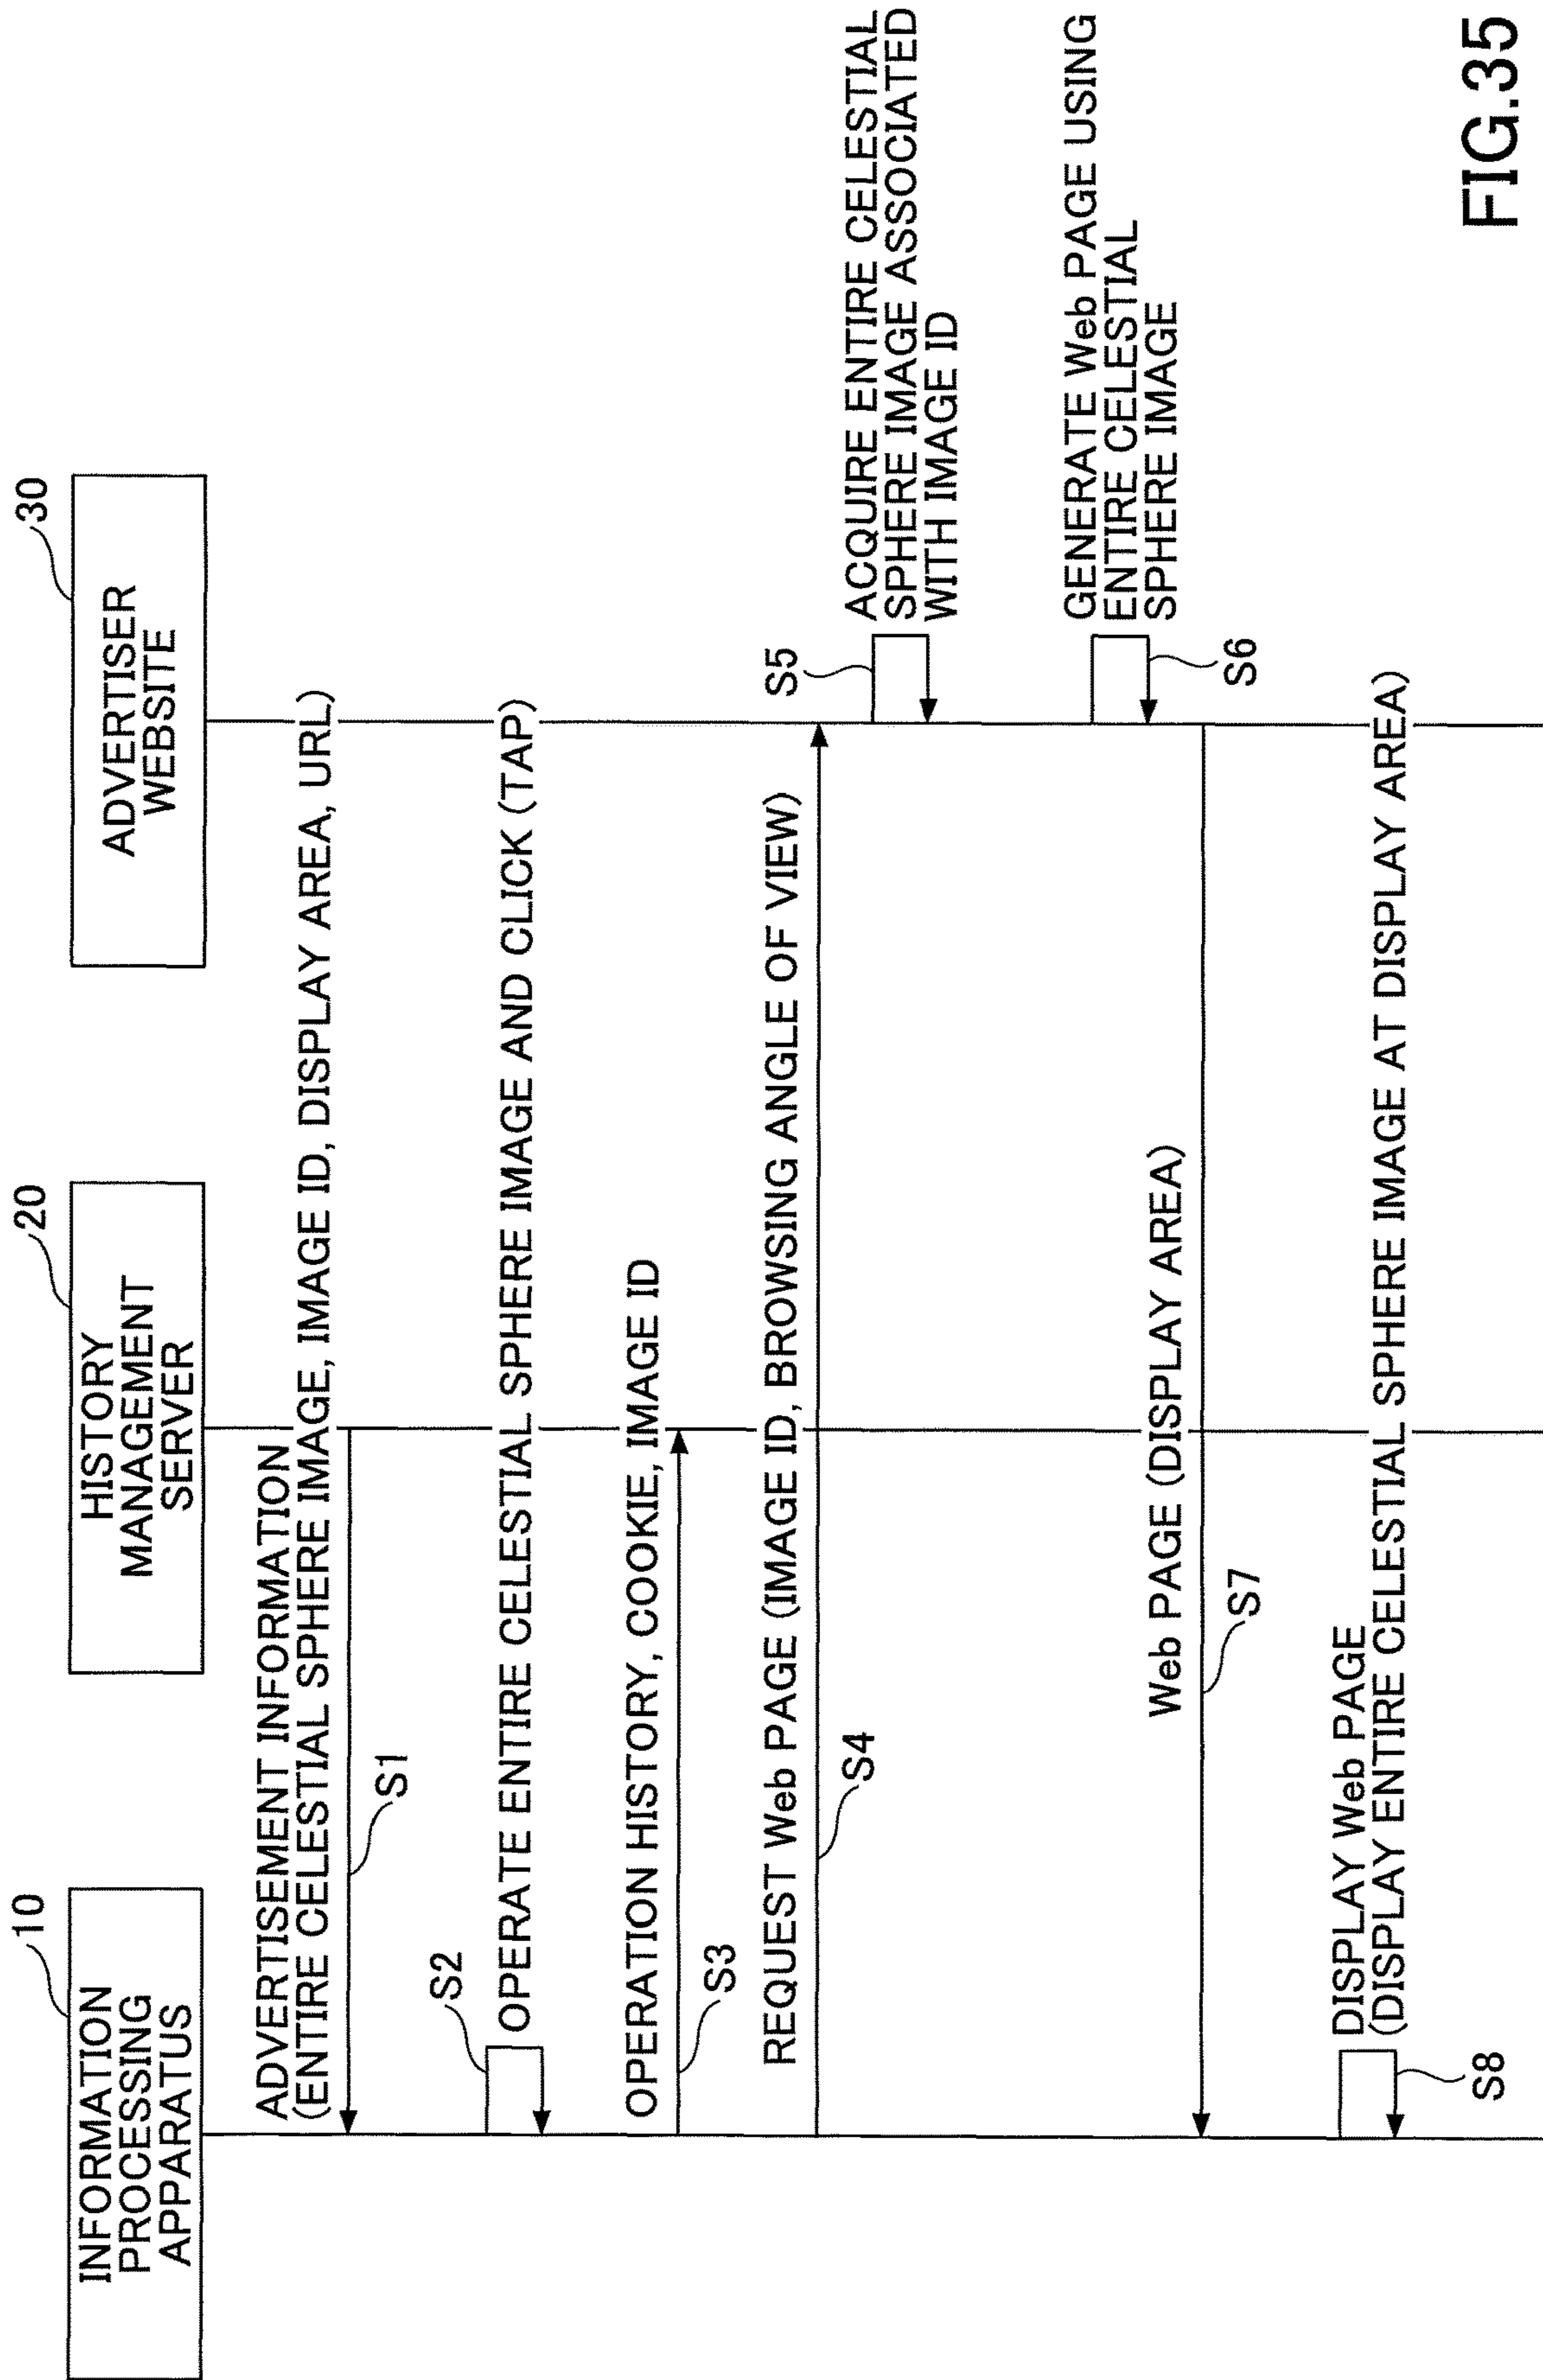 10
INFORMATION
PROCESSING
APPARATUS
20
HISTORY
MANAGEMENT
SERVER
30
ADVERTISER
WEBSITE
ADVERTISEMENT INFORMATION
(ENTIRE CELESTIAL SPHERE IMAGE, IMAGE ID, DISPLAY AREA, URL)
S1
S2
OPERATE ENTIRE CELESTIAL SPHERE IMAGE AND CLICK (TAP)
OPERATION HISTORY, COOKIE, IMAGE ID
S3
REQUEST Web PAGE (IMAGE ID, BROWSING ANGLE OF VIEW)
S4
S5
ACQUIRE ENTIRE CELESTIAL
SPHERE IMAGE ASSOCIATED
WITH IMAGE ID
GENERATE Web PAGE USING
ENTIRE CELESTIAL
SPHERE IMAGE
S6
Web PAGE (DISPLAY AREA)
S7
DISPLAY Web PAGE
(DISPLAY ENTIRE CELESTIAL SPHERE IMAGE AT DISPLAY AREA)
S8
FIG.35